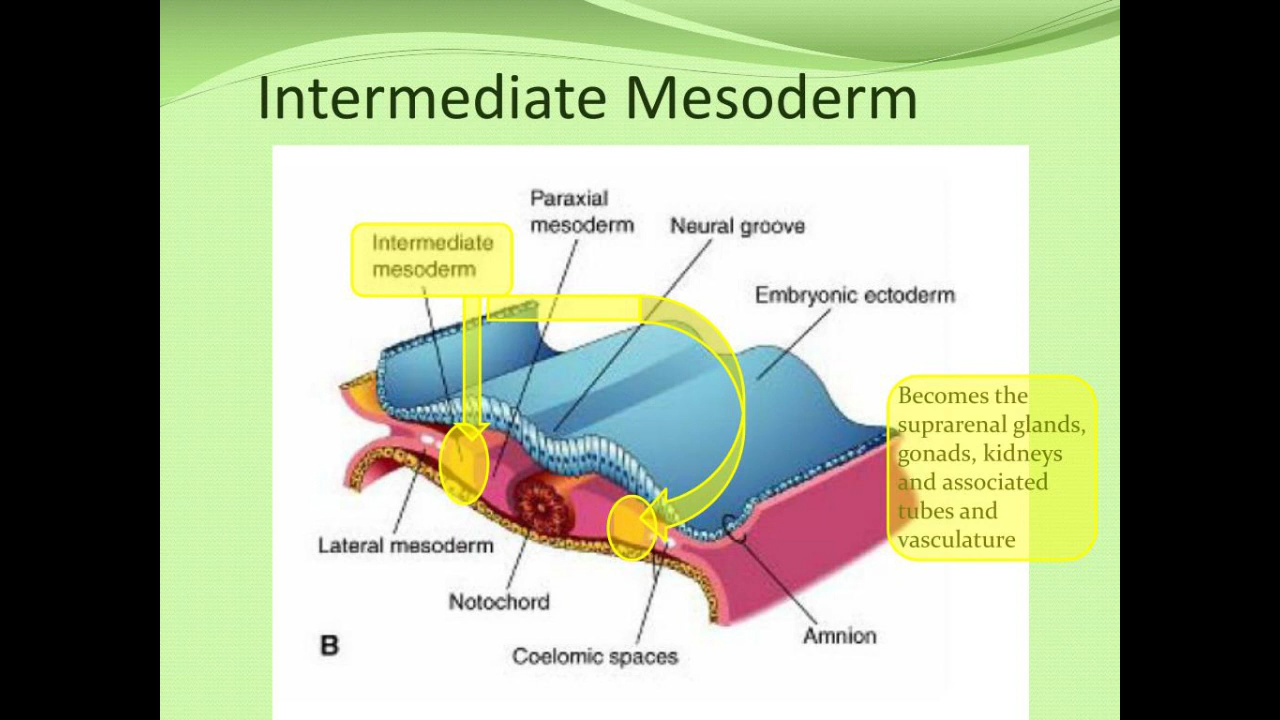 Intermediate Mesoderm
Paraxial
mesoderm
Neural groove
Intermediate
mesoderm
Embryonic ectoderm
Becomes the
suprarenal glands,
gonads, kidneys
and associated
tubes and
vasculature
Lateral mesoderm
Notochord
Amnion
B
Coelomic spaces